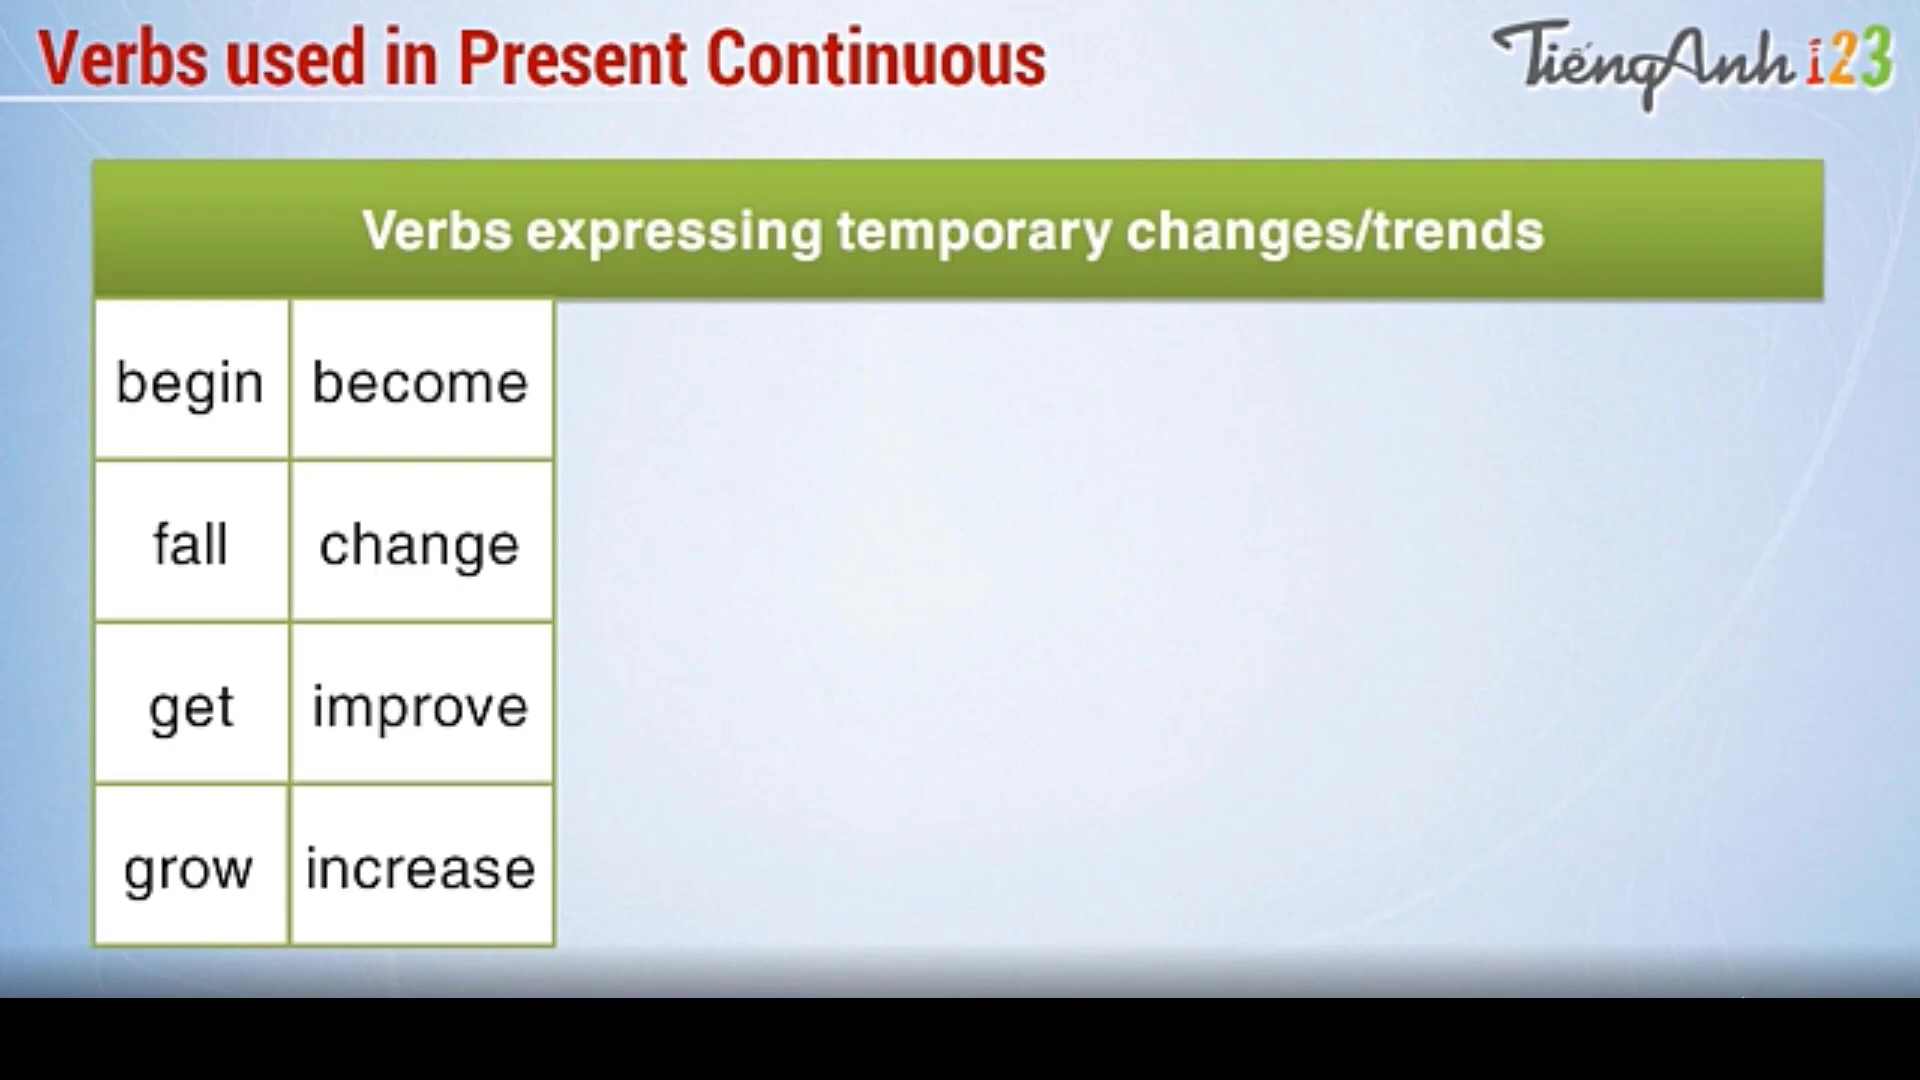 Verbs used in Present Continuous
TiếngAnh123
Verbs expressing temporary changes/trends
begin become
fall change
get improve
grow increase